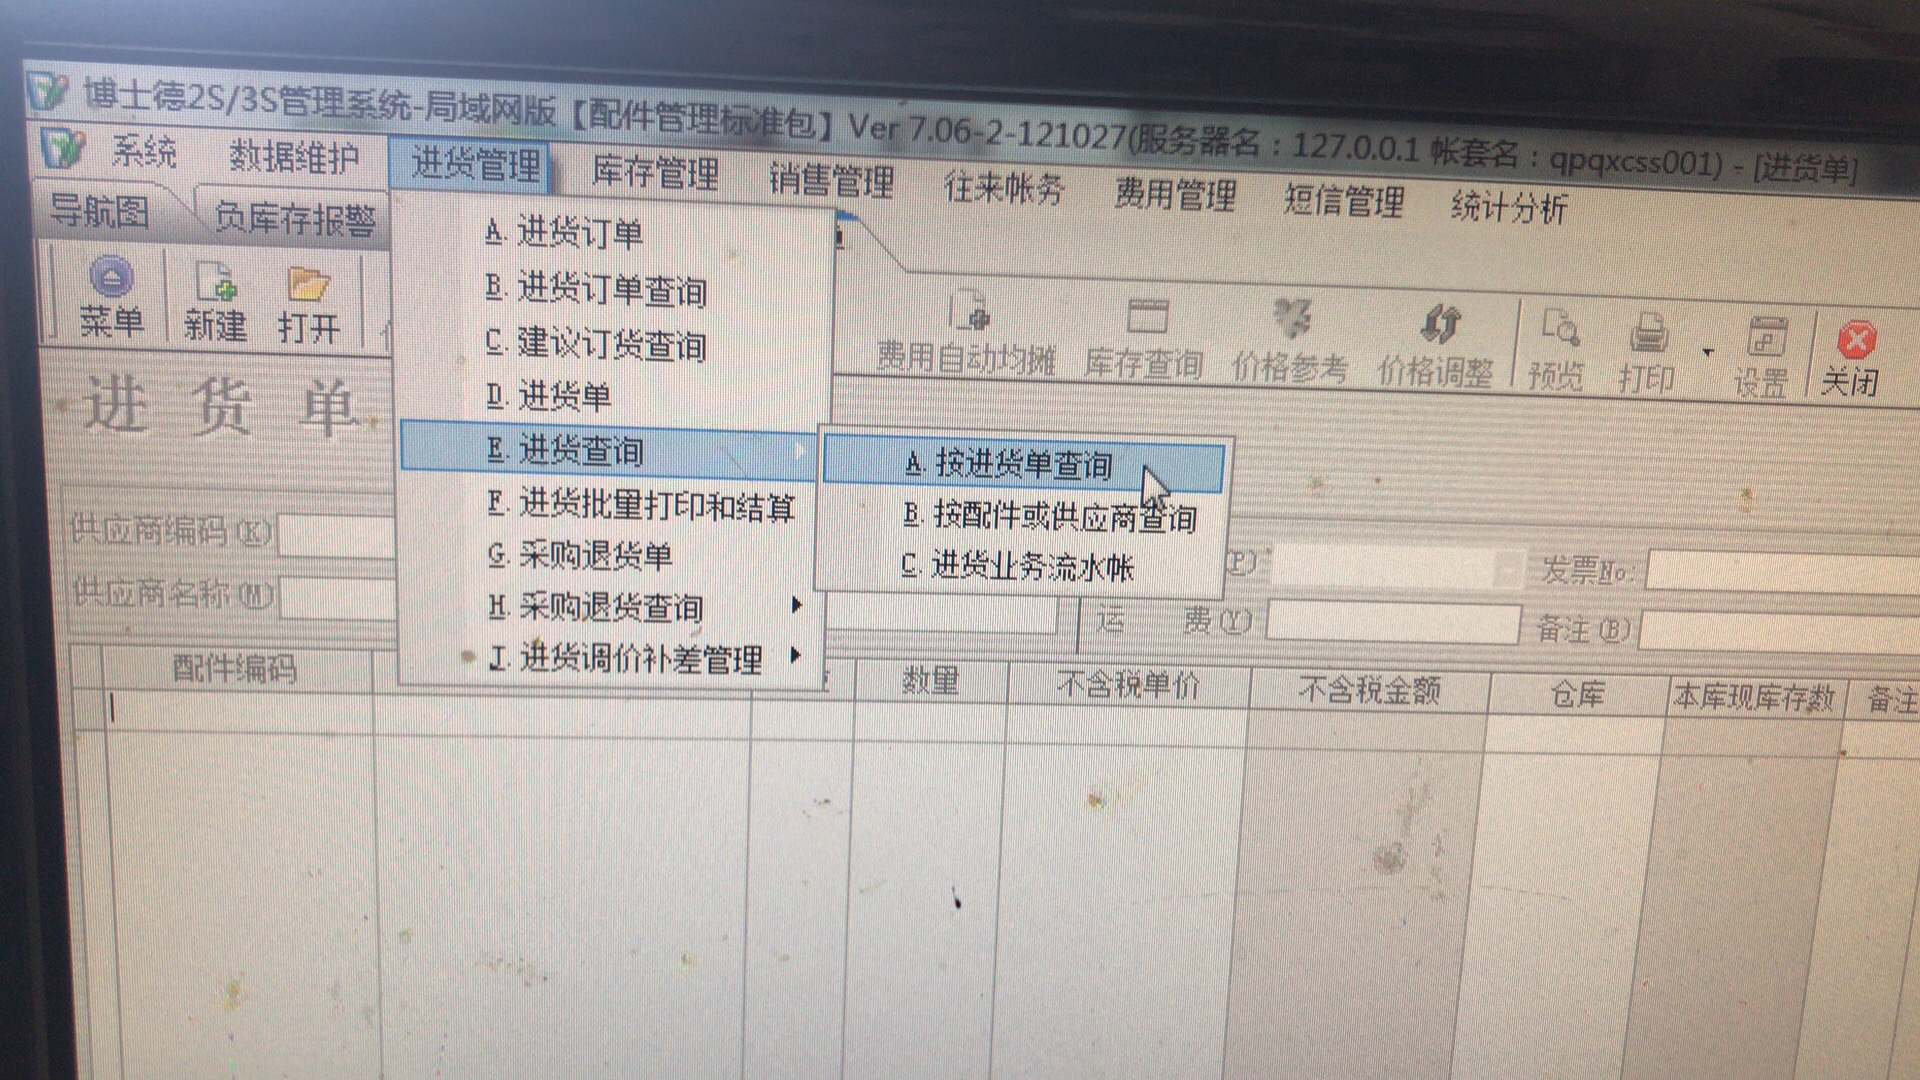 博士德2S/3S管理系统-局域网版【配件管理标准包】Ver 7.06-2-121027(服务器名：127.0.0.1 帐套名：qpqxcss001) - [进货单]
系统 数据维护 进货管理 库存管理 销售管理 往来帐务 费用管理 短信管理 统计分析
导航图 负库存报警
菜单 新建 打开 费用自动均摊 库存查询 价格参考 价格调整 预览 打印 设置 关闭
进 货 单
A. 进货订单
B. 进货订单查询
C. 建议订货查询
D. 进货单
E. 进货查询
F. 进货批量打印和结算
G. 采购退货单
H. 采购退货查询
J. 进货调价补差管理
A. 按进货单查询
B. 按配件或供应商查询
C. 进货业务流水帐
供应商编码(K) (P) 发票No:
供应商名称(M) 运 费(Y) 备注(B)
配件编码 数量 不含税单价 不含税金额 仓库 本库现库存数 备注